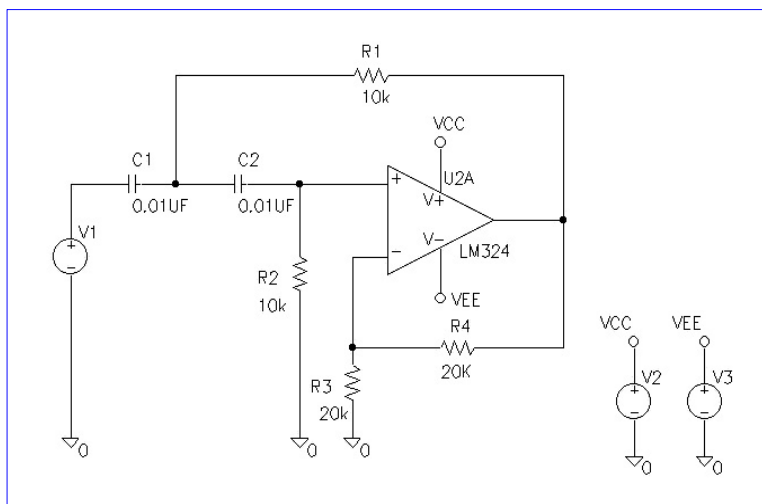 R1
10k
VCC
C1
C2
U2A
+
V+
0.01UF
0.01UF
V1
+
-
-
V-
LM324
R2
10k
VEE
R4
20K
VCC
VEE
R3
20k
+
-
V2
+
-
V3
0
0
0
0
0